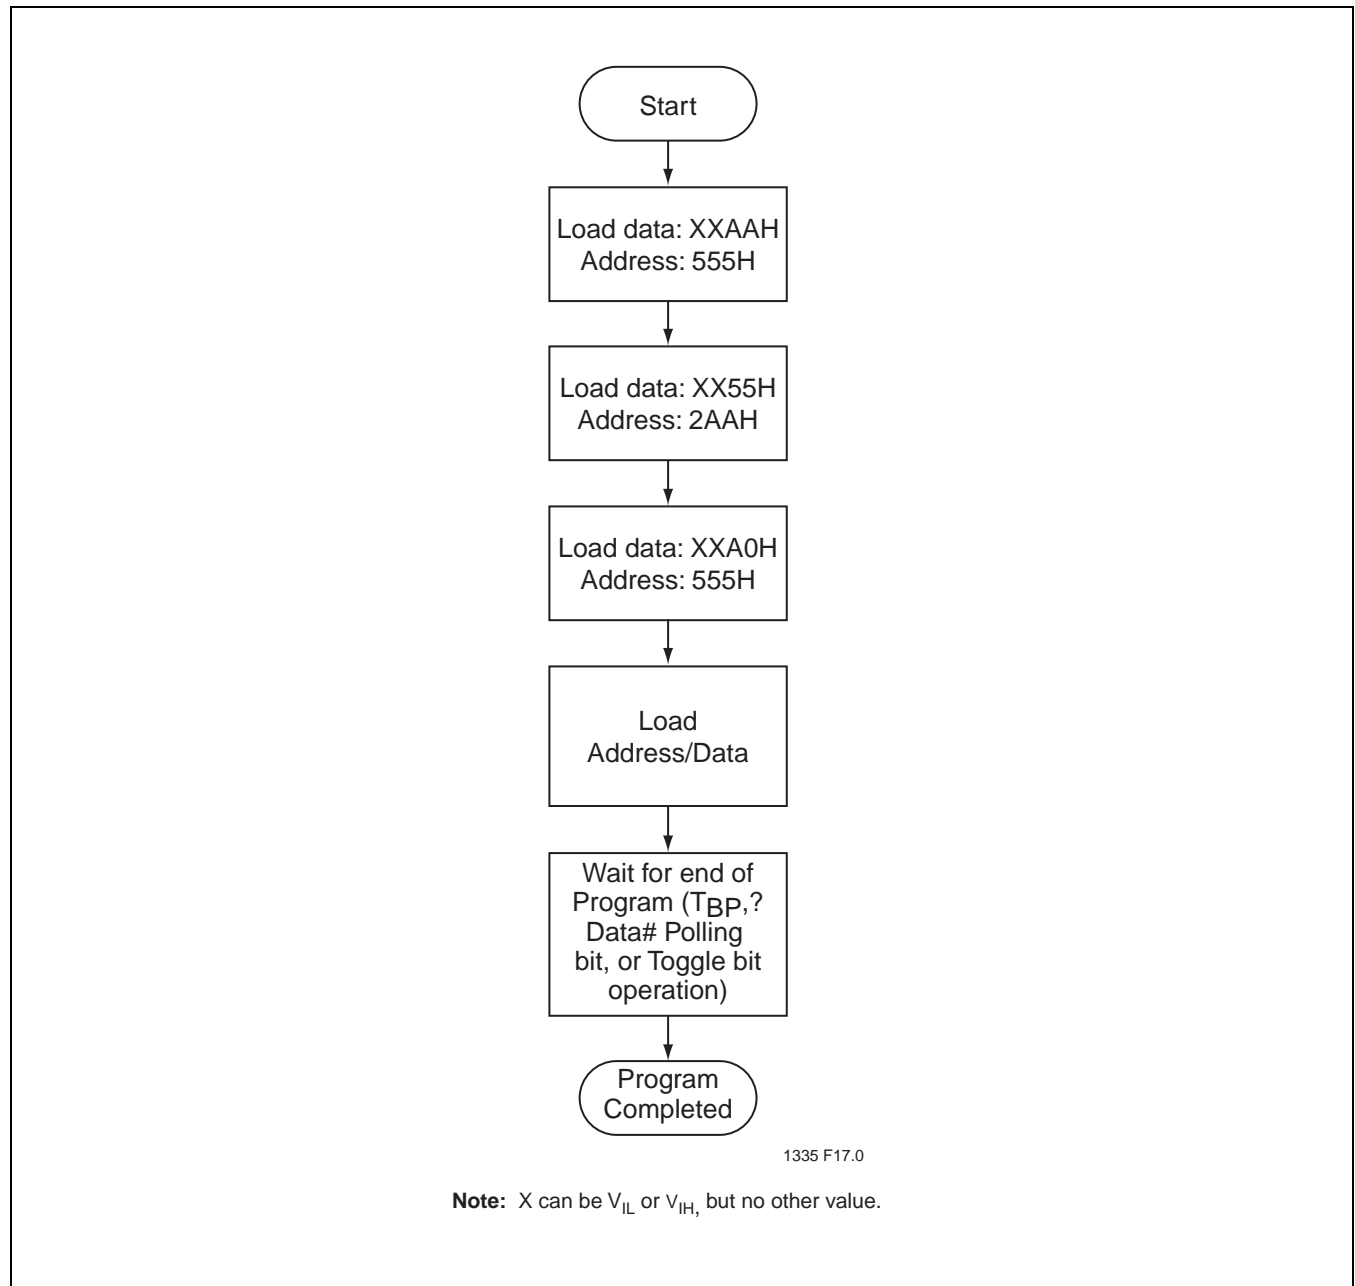 Start
Load data: XXAAH
Address: 555H
Load data: XX55H
Address: 2AAH
Load data: XXA0H
Address: 555H
Load
Address/Data
Wait for end of
Program (TBP,?
Data# Polling
bit, or Toggle bit
operation)
Program
Completed
1335 F17.0
Note: X can be VIL or VIH, but no other value.